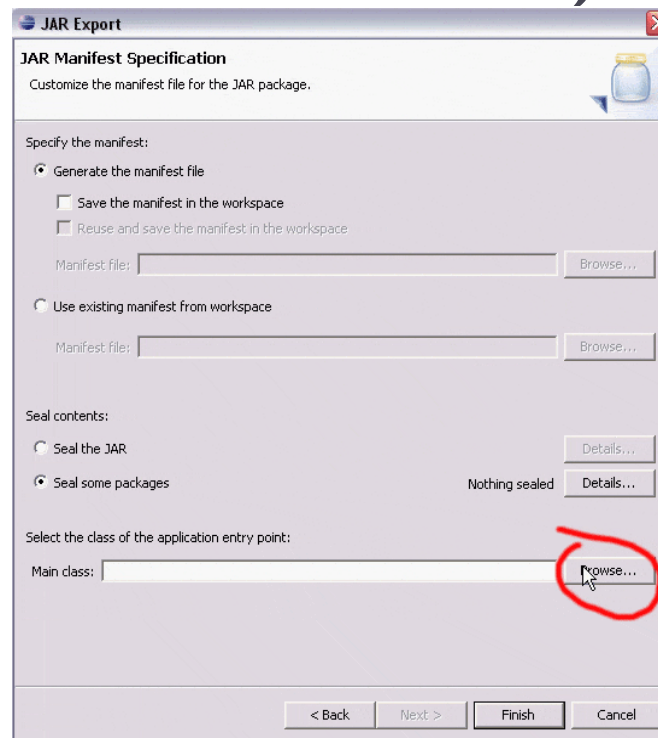 JAR Export
JAR Manifest Specification
Customize the manifest file for the JAR package.
Specify the manifest:
Generate the manifest file
Save the manifest in the workspace
Reuse and save the manifest in the workspace
Manifest file: Browse...
Use existing manifest from workspace
Manifest file: Browse...
Seal contents:
Seal the JAR Details...
Seal some packages Nothing sealed Details...
Select the class of the application entry point:
Main class: Browse...
< Back Next > Finish Cancel